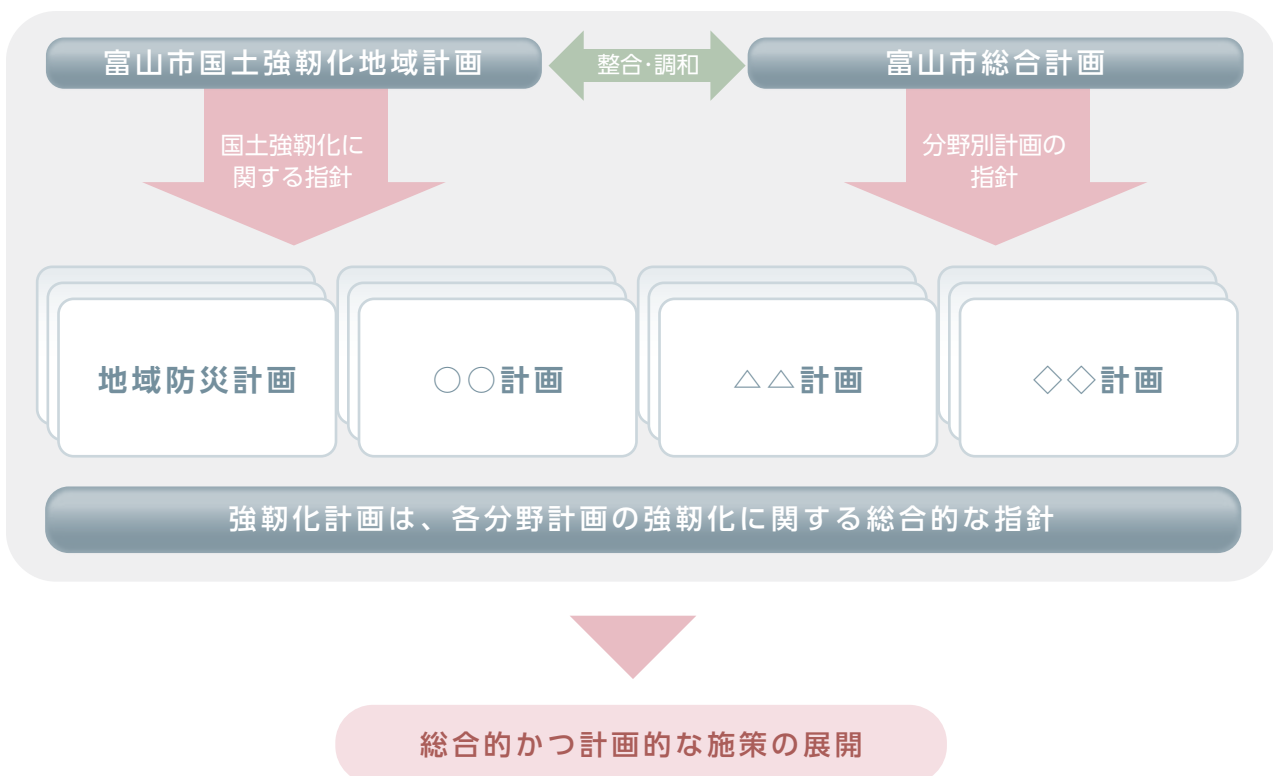 富山市国土強靭化地域計画
整合・調和
富山市総合計画
国土強靭化に
関する指針
分野別計画の
指針
地域防災計画
○○計画
△△計画
◇◇計画
強靭化計画は、各分野計画の強靭化に関する総合的な指針
総合的かつ計画的な施策の展開